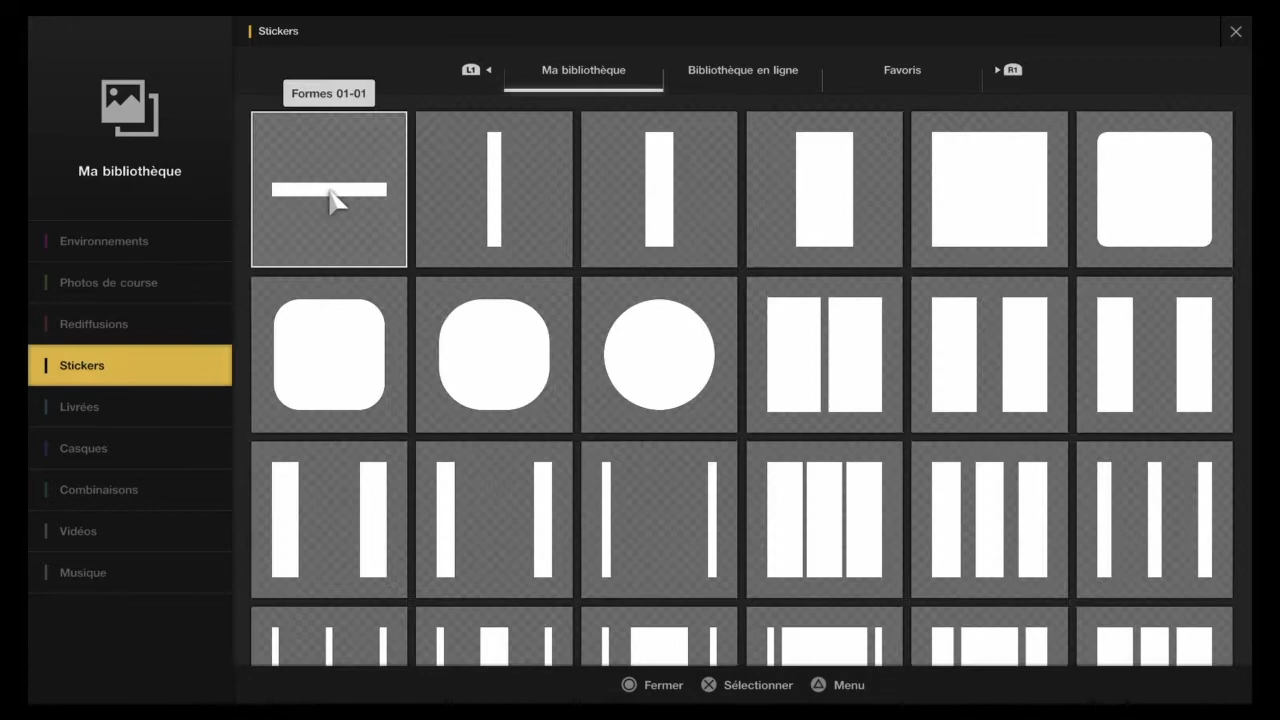 Stickers
L1
Ma bibliothèque
Bibliothèque en ligne
Favoris
R1
Formes 01-01
Ma bibliothèque
Environnements
Photos de course
Rediffusions
Stickers
Livrées
Casques
Combinaisons
Vidéos
Musique
Fermer
Sélectionner
Menu